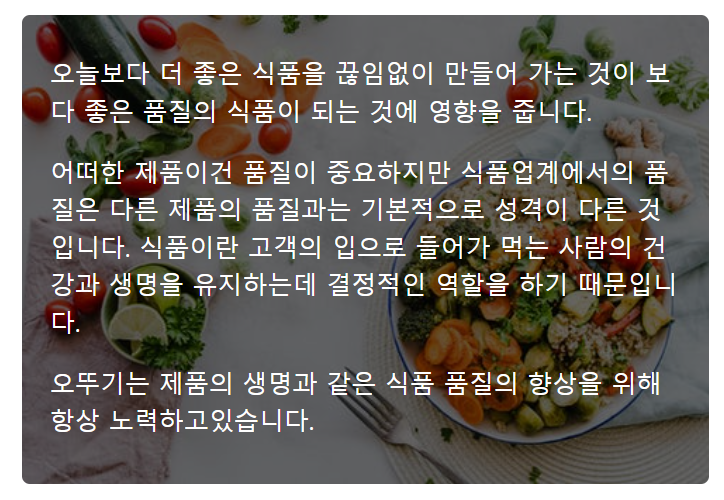 오늘보다 더 좋은 식품을 끊임없이 만들어 가는 것이 보
다 좋은 품질의 식품이 되는 것에 영향을 줍니다.
어떠한 제품이건 품질이 중요하지만 식품업계에서의 품
질은 다른 제품의 품질과는 기본적으로 성격이 다른 것
입니다. 식품이란 고객의 입으로 들어가 먹는 사람의 건
강과 생명을 유지하는데 결정적인 역할을 하기 때문입니
다.
오뚜기는 제품의 생명과 같은 식품 품질의 향상을 위해
항상 노력하고있습니다.